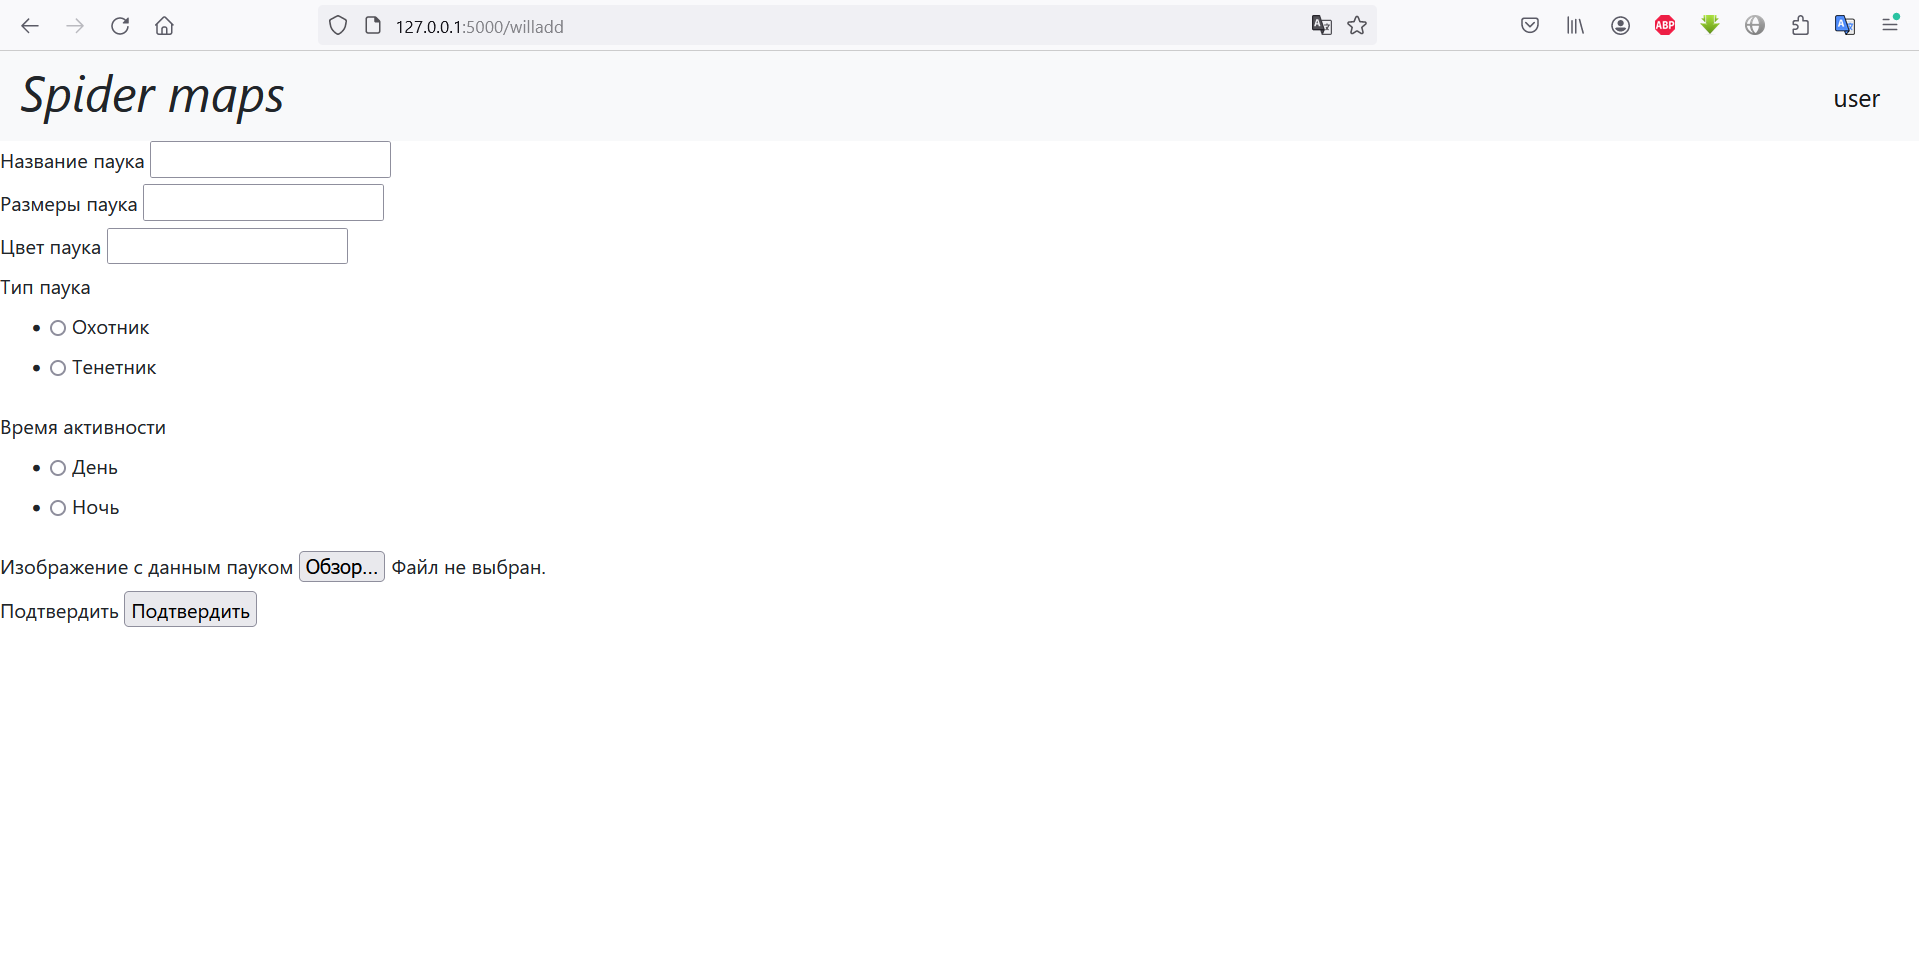 127.0.0.1:5000/willadd
ABP
Spider maps
user
Название паука
Размеры паука
Цвет паука
Тип паука
Охотник
Тенетник
Время активности
День
Ночь
Изображение с данным пауком Обзор... Файл не выбран.
Подтвердить Подтвердить